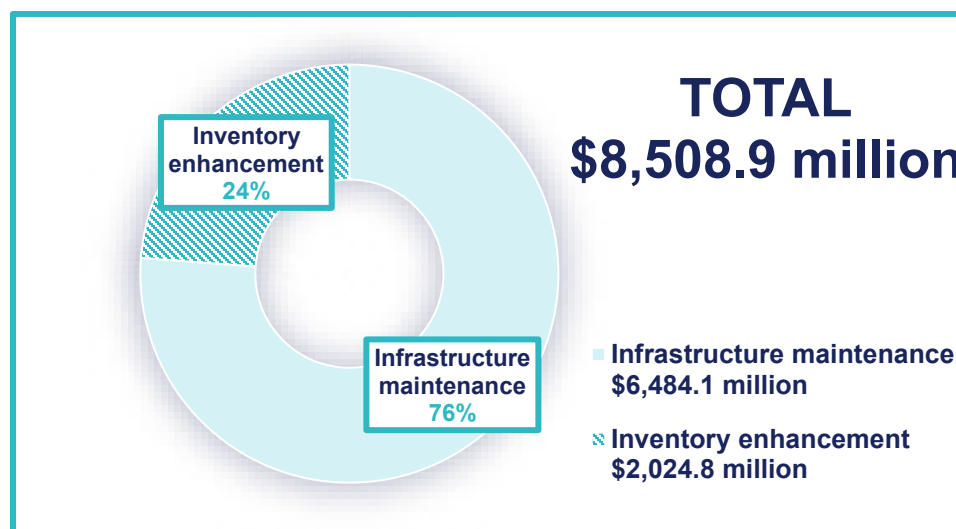 TOTAL
$8,508.9 million
Inventory
enhancement
24%
Infrastructure
maintenance
76%
Infrastructure maintenance
$6,484.1 million
Inventory enhancement
$2,024.8 million